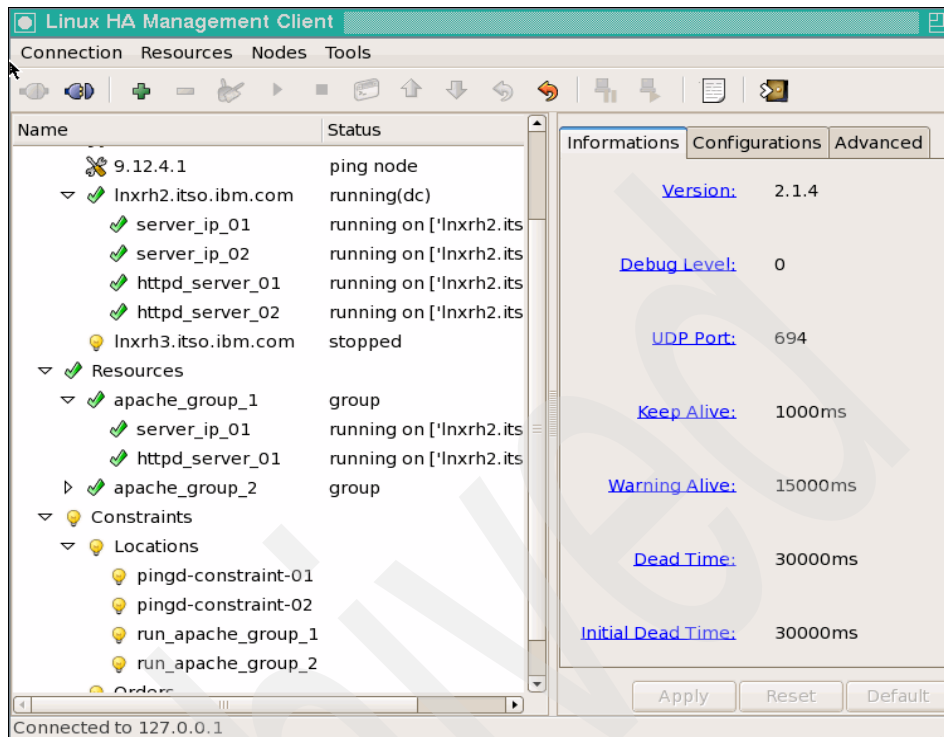 Linux HA Management Client
Connection Resources Nodes Tools
Name Status
9.12.4.1 ping node
lnxrh2.itso.ibm.com running(dc)
server_ip_01 running on ['lnxrh2.its
server_ip_02 running on ['lnxrh2.its
httpd_server_01 running on ['lnxrh2.its
httpd_server_02 running on ['lnxrh2.its
lnxrh3.itso.ibm.com stopped
Resources
apache_group_1 group
server_ip_01 running on ['lnxrh2.its
httpd_server_01 running on ['lnxrh2.its
apache_group_2 group
Constraints
Locations
pingd-constraint-01
pingd-constraint-02
run_apache_group_1
run_apache_group_2
Orders
Informations Configurations Advanced
Version: 2.1.4
Debug Level: 0
UDP Port: 694
Keep Alive: 1000ms
Warning Alive: 15000ms
Dead Time: 30000ms
Initial Dead Time: 30000ms
Apply Reset Default
Connected to 127.0.0.1